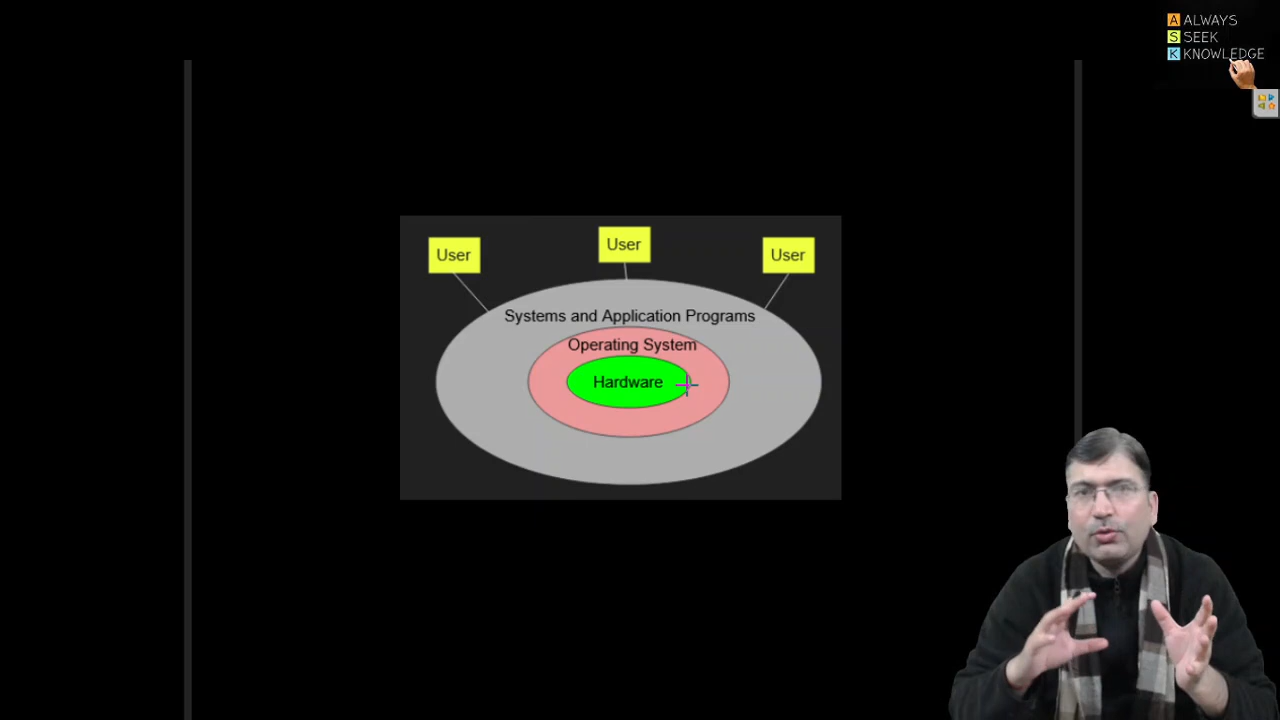 A ALWAYS
S SEEK
K KNOWLEDGE
User
User
User
Systems and Application Programs
Operating System
Hardware